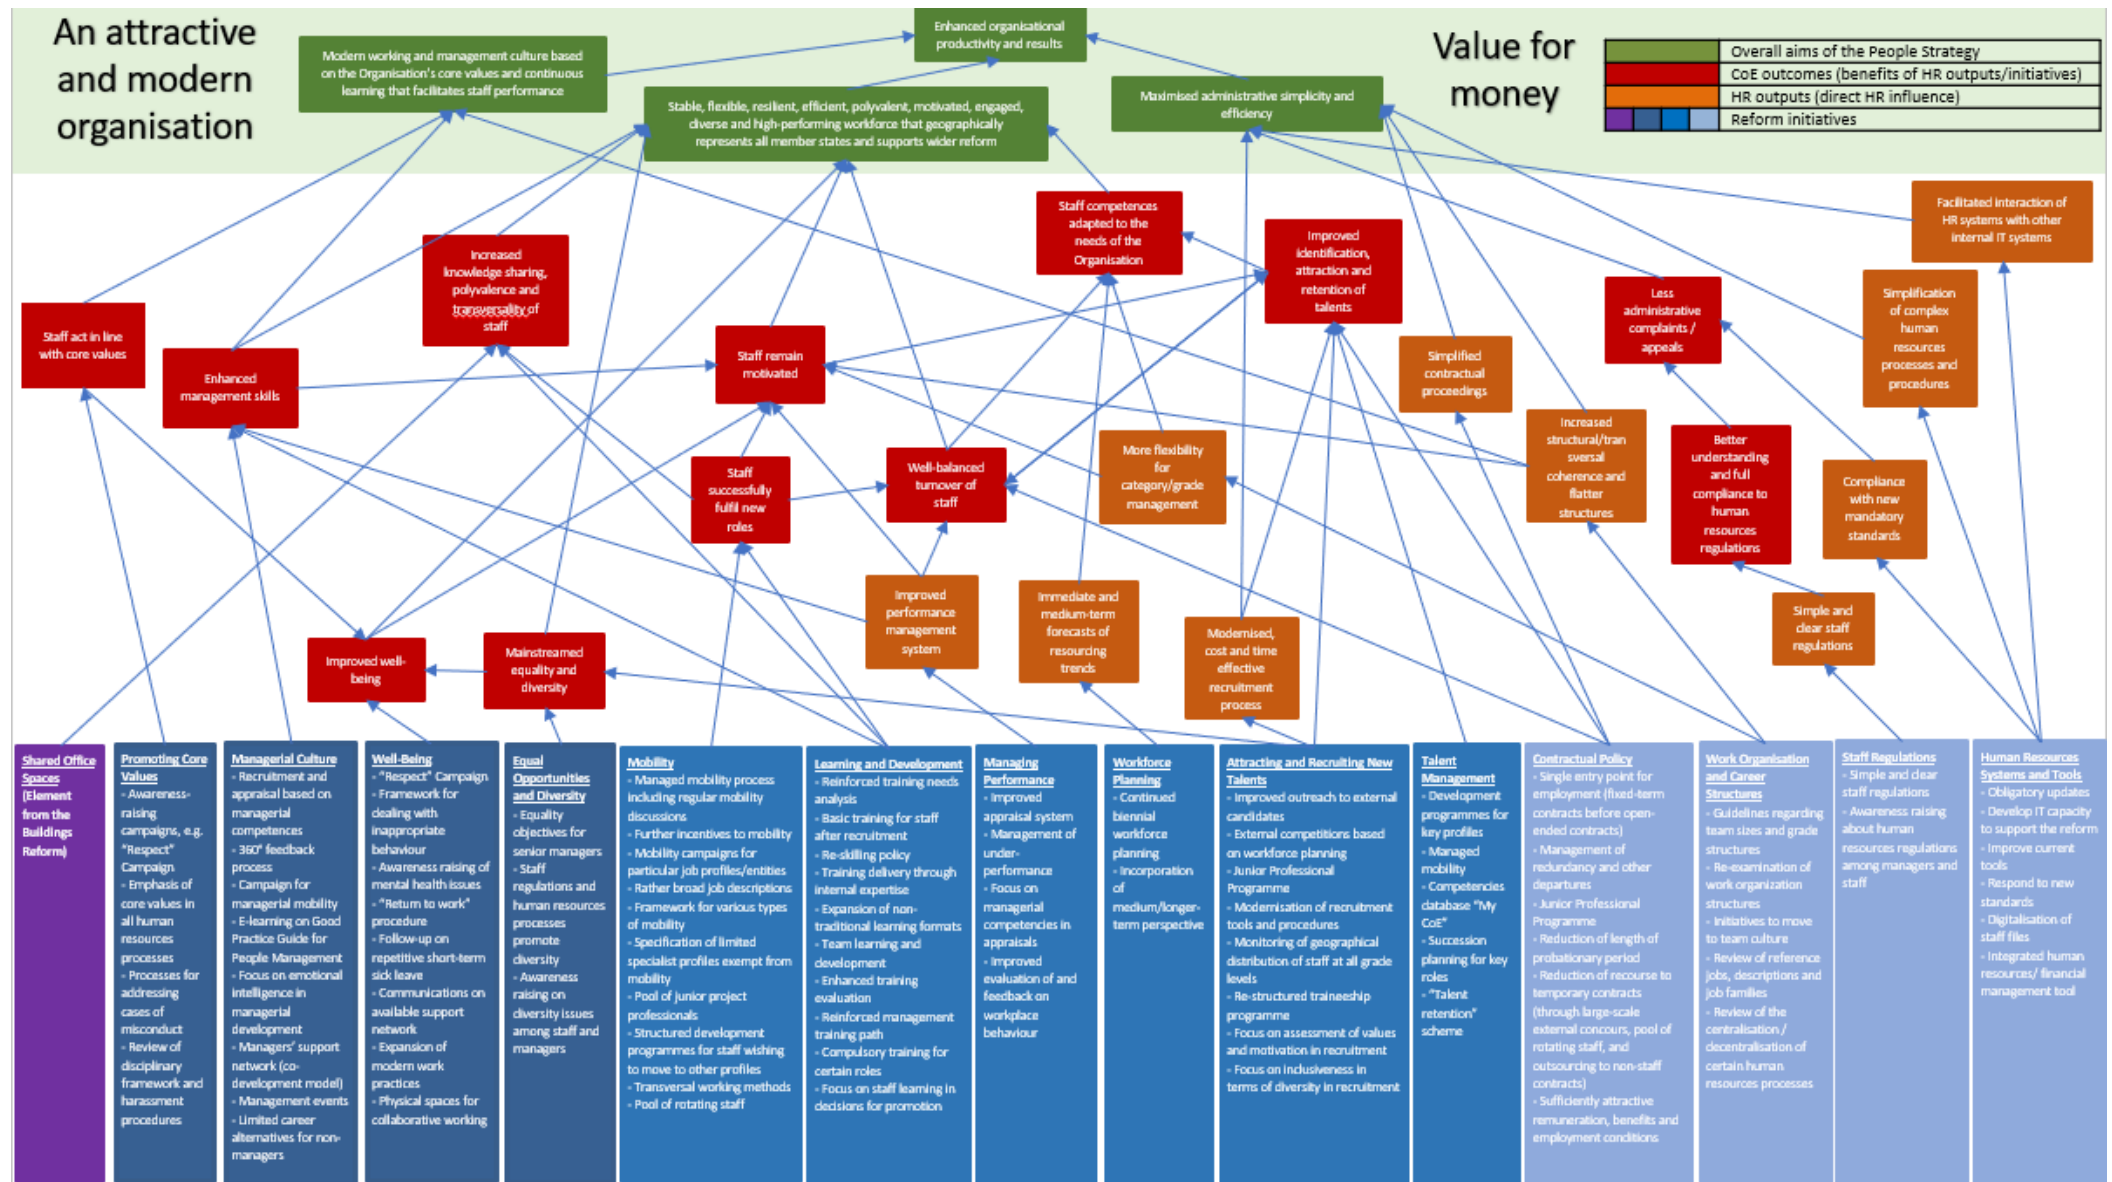 An attractive
and modern
organisation
Modern working and management culture based
on the Organisation's core values and continuous
learning that facilitates staff performance
Enhanced organisational
productivity and results
Stable, flexible, resilient, efficient, polyvalent, motivated, engaged,
diverse and high-performing workforce that geographically
represents all member states and supports wider reform
Maximised administrative simplicity and
efficiency
Value for
money
Overall aims of the People Strategy
CoE outcomes (benefits of HR outputs/initiatives)
HR outputs (direct HR influence)
Reform initiatives
Staff act in line
with core values
Enhanced
management skills
Increased
knowledge sharing,
polyvalence and
transversality of
staff
Staff remain
motivated
Staff competences
adapted to the
needs of the
Organisation
Improved
identification,
attraction and
retention of
talents
Simplified
contractual
proceedings
Less
administrative
complaints /
appeals
Facilitated interaction of
HR systems with other
internal IT systems
Simplification
of complex
human
resources
processes and
procedures
Staff
successfully
fulfil new
roles
Well-balanced
turnover of
staff
More flexibility
for
category/grade
management
Increased
structural/tran
sversal
coherence and
flatter
structures
Better
understanding
and full
compliance to
human
resources
regulations
Compliance
with new
mandatory
standards
Improved well-
being
Mainstreamed
equality and
diversity
Improved
performance
management
system
Immediate and
medium-term
forecasts of
resourcing
trends
Modernised,
cost and time
effective
recruitment
process
Simple and
clear staff
regulations
Shared Office
Spaces
(Element
from the
Buildings
Reform)
Promoting Core
Values
- Awareness-
raising
campaigns, e.g.
"Respect"
Campaign
- Emphasis of
core values in
all human
resources
processes
- Processes for
addressing
cases of
misconduct
- Review of
disciplinary
framework and
harassment
procedures
Managerial Culture
- Recruitment and
appraisal based on
managerial
competences
- 360° feedback
process
- Campaign for
managerial mobility
- E-learning on Good
Practice Guide for
People Management
- Focus on emotional
intelligence in
managerial
development
- Managers' support
network (co-
development model)
- Management events
- Limited career
alternatives for non-
managers
Well-Being
- "Respect" Campaign
- Framework for
dealing with
inappropriate
behaviour
- Awareness raising of
mental health issues
- "Return to work"
procedure
- Follow-up on
repetitive short-term
sick leave
- Communications on
available support
network
- Expansion of
modern work
practices
- Physical spaces for
collaborative working
Equal
Opportunities
and Diversity
- Equality
objectives for
senior managers
- Staff
regulations and
human resources
processes
promote
diversity
- Awareness
raising on
diversity issues
among staff and
managers
Mobility
- Managed mobility process
including regular mobility
discussions
- Further incentives to mobility
- Mobility campaigns for
particular job profiles/entities
- Rather broad job descriptions
- Framework for various types
of mobility
- Specification of limited
specialist profiles exempt from
mobility
- Pool of junior project
professionals
- Structured development
programmes for staff wishing
to move to other profiles
- Transversal working methods
- Pool of rotating staff
Learning and Development
- Reinforced training needs
analysis
- Basic training for staff
after recruitment
- Re-skilling policy
- Training delivery through
internal expertise
- Expansion of non-
traditional learning formats
- Team learning and
development
- Enhanced training
evaluation
- Reinforced management
training path
- Compulsory training for
certain roles
- Focus on staff learning in
decisions for promotion
Managing
Performance
- Improved
appraisal system
- Management of
under-
performance
- Focus on
managerial
competences in
appraisals
- Improved
evaluation of and
feedback on
workplace
behaviour
Workforce
Planning
- Continued
biennial
workforce
planning
- Incorporation
of
medium/longer-
term perspective
Attracting and Recruiting New
Talents
- Improved outreach to external
candidates
- External competitions based
on workforce planning
- Junior Professional
Programme
- Modernisation of recruitment
tools and procedures
- Monitoring of geographical
distribution of staff at all grade
levels
- Re-structured traineeship
programme
- Focus on assessment of values
and motivation in recruitment
- Focus on inclusiveness in
terms of diversity in recruitment
Talent
Management
- Development
programmes for
key profiles
- Managed
mobility
- Competencies
database "My
CoE"
- Succession
planning for key
roles
- "Talent
retention"
scheme
Contractual Policy
- Single entry point for
employment (fixed-term
contracts before open-
ended contracts)
- Management of
redundancy and other
departures
- Junior Professional
Programme
- Reduction of length of
probationary period
- Reduction of recourse to
temporary contracts
(through large-scale
external concours, pool of
rotating staff, and
outsourcing to non-staff
contracts)
- Sufficiently attractive
remuneration, benefits and
employment conditions
Work Organisation
and Career
Structures
- Guidelines regarding
team sizes and grade
structures
- Re-examination of
work organization
structures
- Initiatives to move
to team culture
- Review of reference
jobs, descriptions and
job families
- Review of the
centralisation /
decentralisation of
certain human
resources processes
Staff Regulations
- Simple and clear
staff regulations
- Awareness raising
about human
resources regulations
among managers and
staff
Human Resources
Systems and Tools
- Obligatory updates
- Develop IT capacity
to support the reform
- Improve current
tools
- Respond to new
standards
- Digitalisation of
staff files
- Integrated human
resources/ financial
management tool